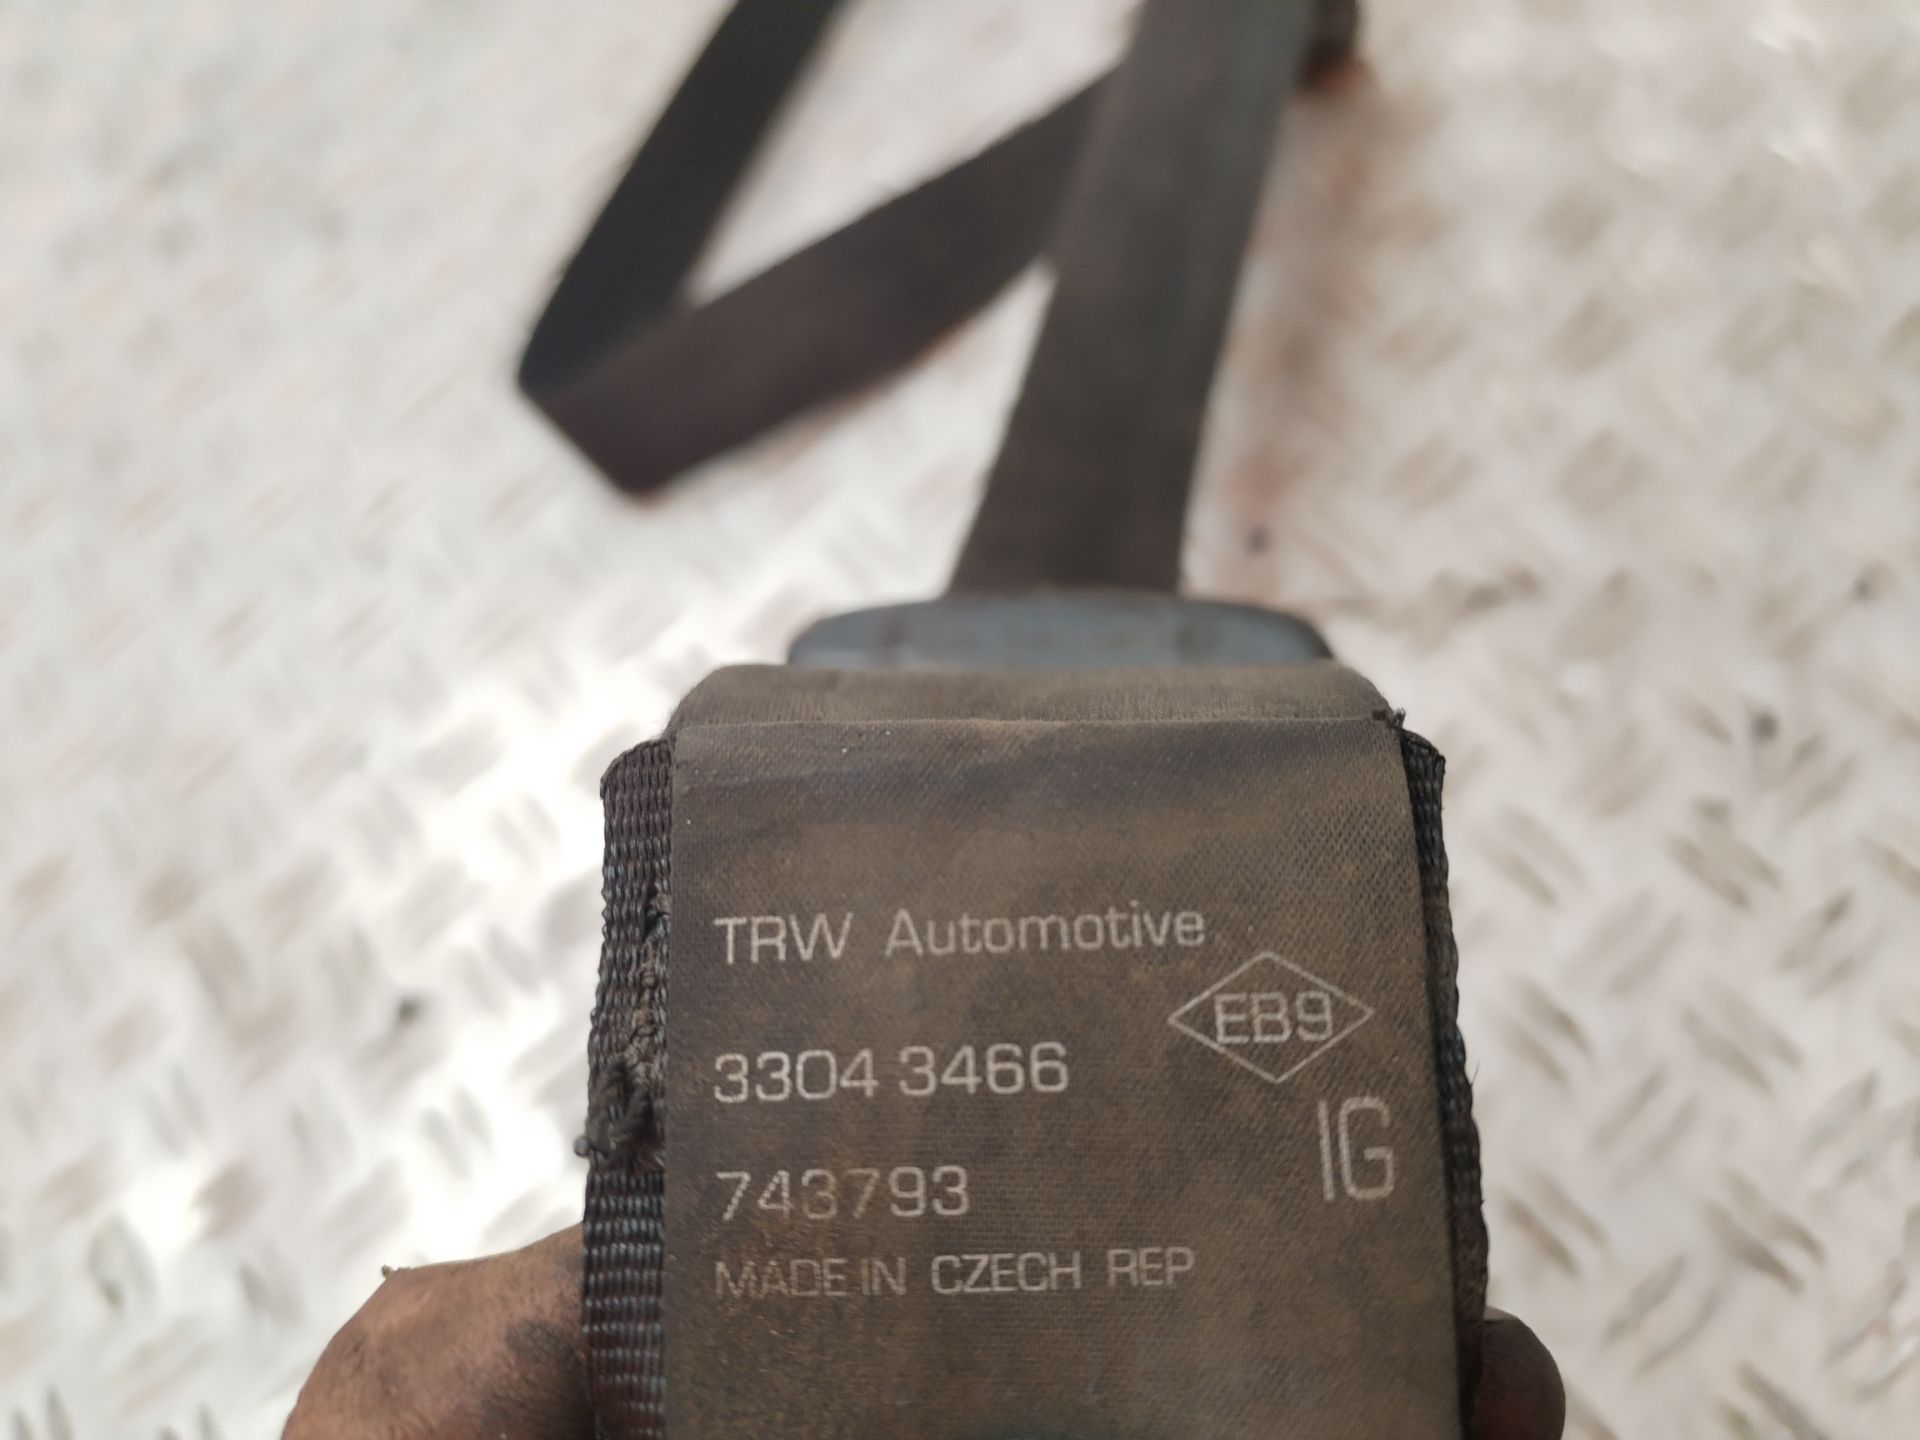 TRW Automotive
EB9
3304 3466
IG
743793
MADE IN CZECH REP